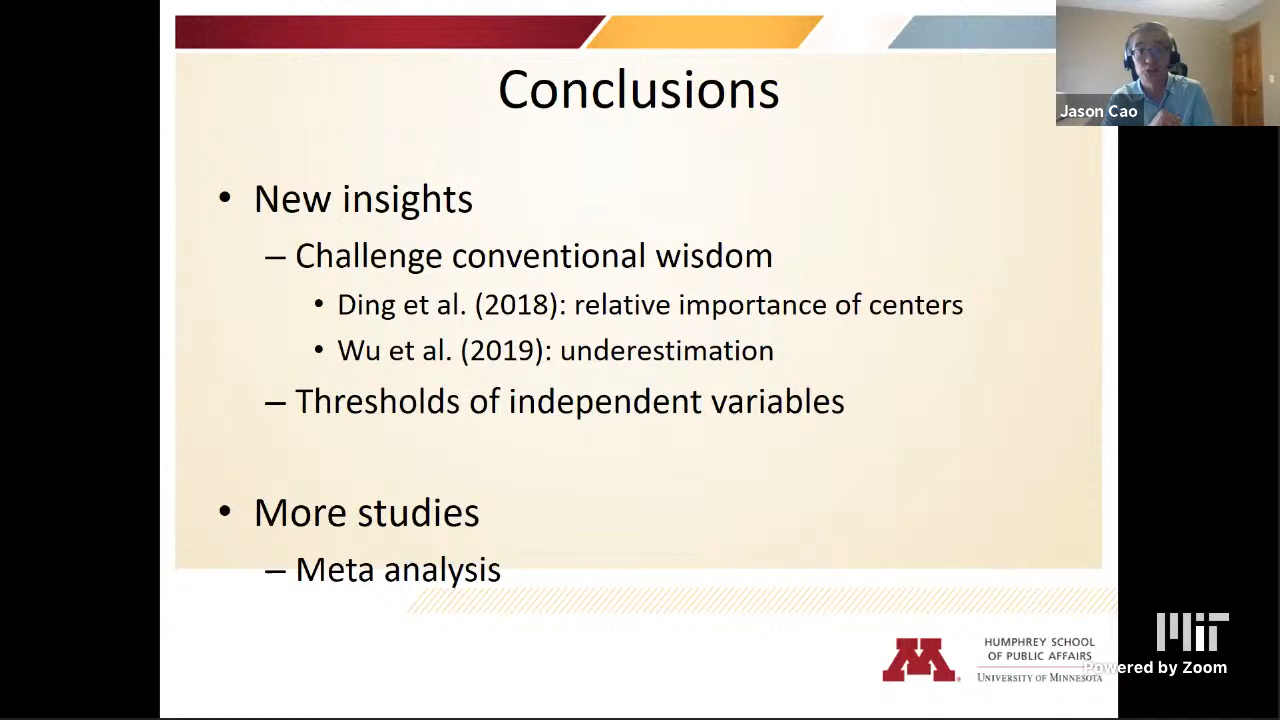 Conclusions
Jason Cao
• New insights
– Challenge conventional wisdom
• Ding et al. (2018): relative importance of centers
• Wu et al. (2019): underestimation
– Thresholds of independent variables
• More studies
– Meta analysis
M
HUMPHREY SCHOOL
OF PUBLIC AFFAIRS
UNIVERSITY OF MINNESOTA
MIT
Powered by Zoom